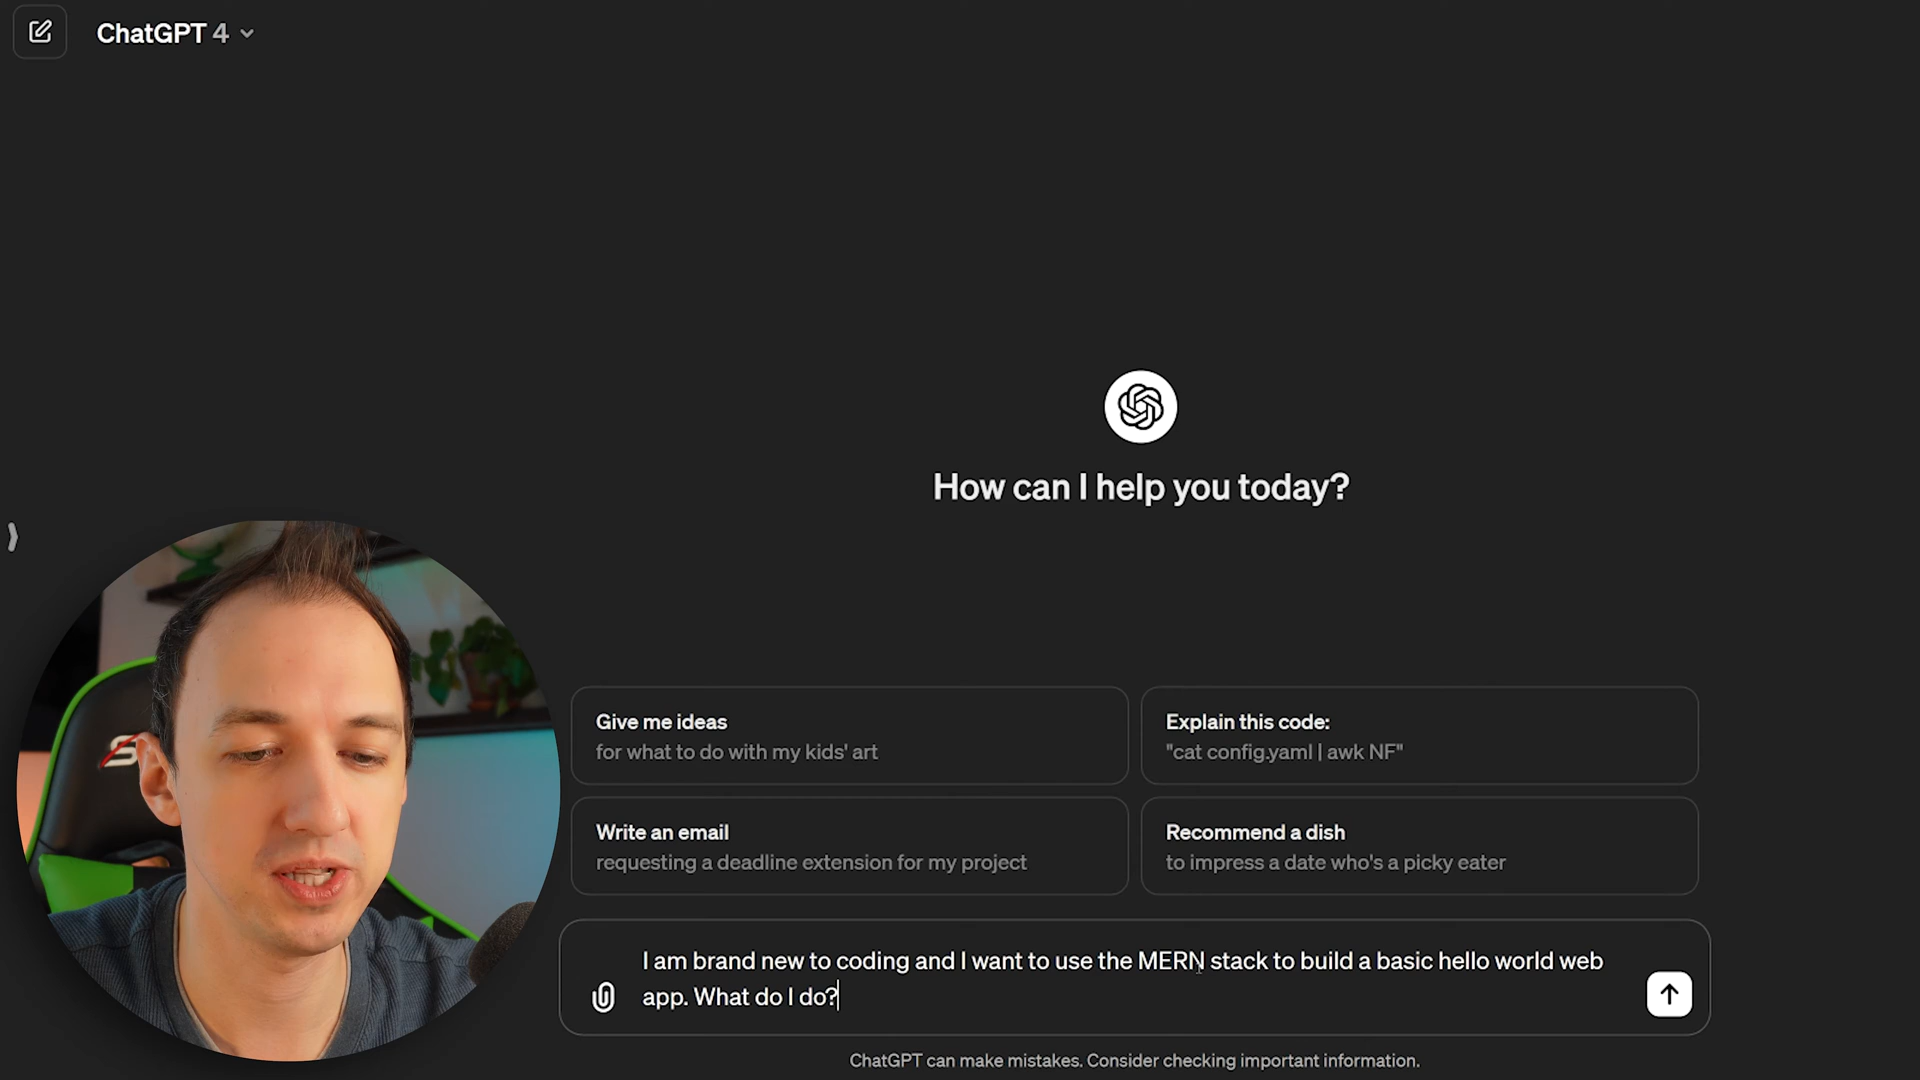 ChatGPT 4
How can I help you today?
Give me ideas
for what to do with my kids' art
Explain this code:
"cat config.yaml | awk NF"
Write an email
requesting a deadline extension for my project
Recommend a dish
to impress a date who's a picky eater
I am brand new to coding and I want to use the MERN stack to build a basic hello world web
app. What do I do?
ChatGPT can make mistakes. Consider checking important information.